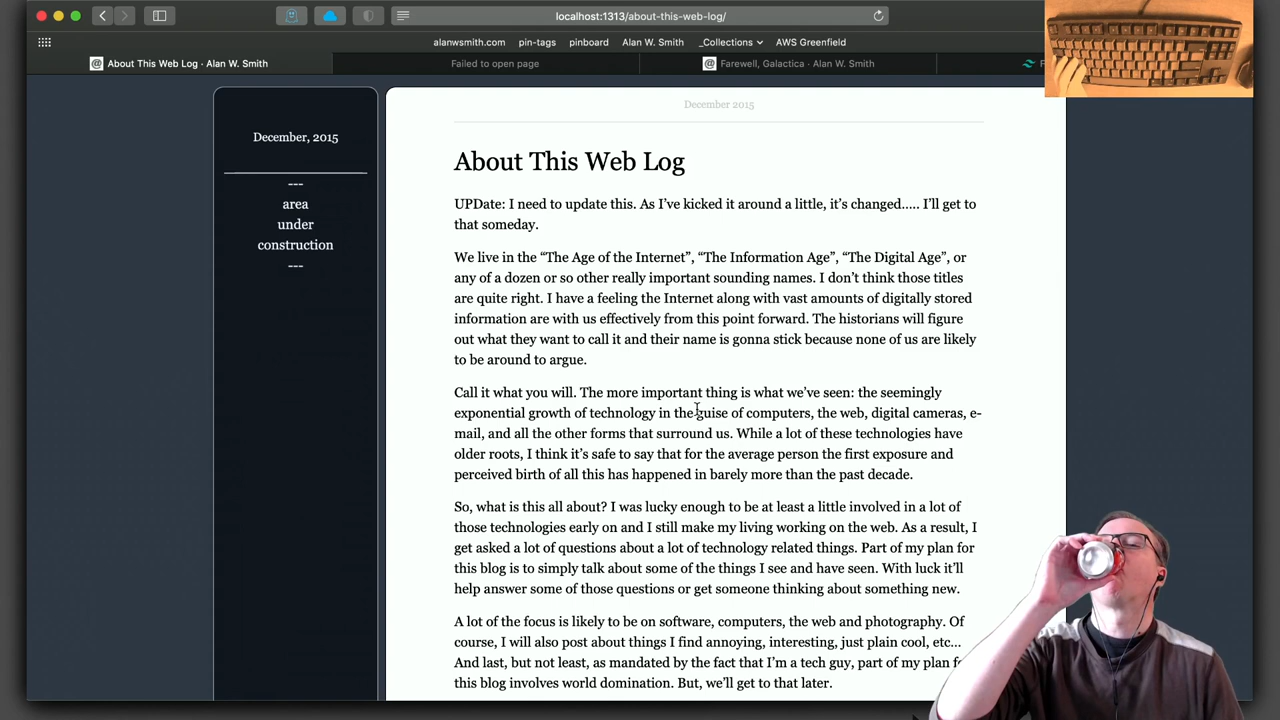 localhost:1313/about-this-web-log/
alanwsmith.com pin-tags pinboard Alan W. Smith _Collections AWS Greenfield
@ About This Web Log · Alan W. Smith Failed to open page @ Farewell, Galactica · Alan W. Smith
December, 2015
---
area
under
construction
---
December 2015
About This Web Log
UPDate: I need to update this. As I’ve kicked it around a little, it’s changed….. I’ll get to
that someday.
We live in the “The Age of the Internet”, “The Information Age”, “The Digital Age”, or
any of a dozen or so other really important sounding names. I don’t think those titles
are quite right. I have a feeling the Internet along with vast amounts of digitally stored
information are with us effectively from this point forward. The historians will figure
out what they want to call it and their name is gonna stick because none of us are likely
to be around to argue.
Call it what you will. The more important thing is what we’ve seen: the seemingly
exponential growth of technology in the guise of computers, the web, digital cameras, e-
mail, and all the other forms that surround us. While a lot of these technologies have
older roots, I think it’s safe to say that for the average person the first exposure and
perceived birth of all this has happened in barely more than the past decade.
So, what is this all about? I was lucky enough to be at least a little involved in a lot of
those technologies early on and I still make my living working on the web. As a result, I
get asked a lot of questions about a lot of technology related things. Part of my plan for
this blog is to simply talk about some of the things I see and have seen. With luck it’ll
help answer some of those questions or get someone thinking about something new.
A lot of the focus is likely to be on software, computers, the web and photography. Of
course, I will also post about things I find annoying, interesting, just plain cool, etc…
And last, but not least, as mandated by the fact that I’m a tech guy, part of my plan
this blog involves world domination. But, we’ll get to that later.